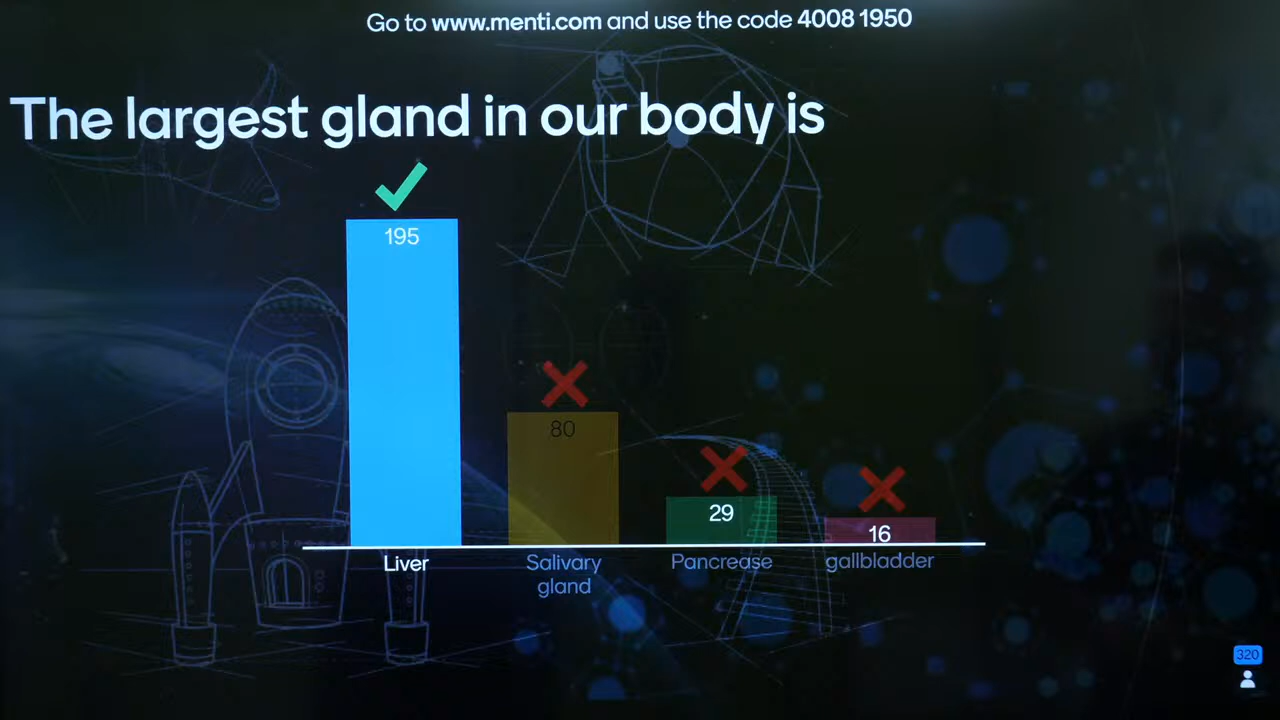 Go to www.menti.com and use the code 4008 1950
The largest gland in our body is
195
80
29
16
Liver
Salivary
gland
Pancrease
gallbladder
320